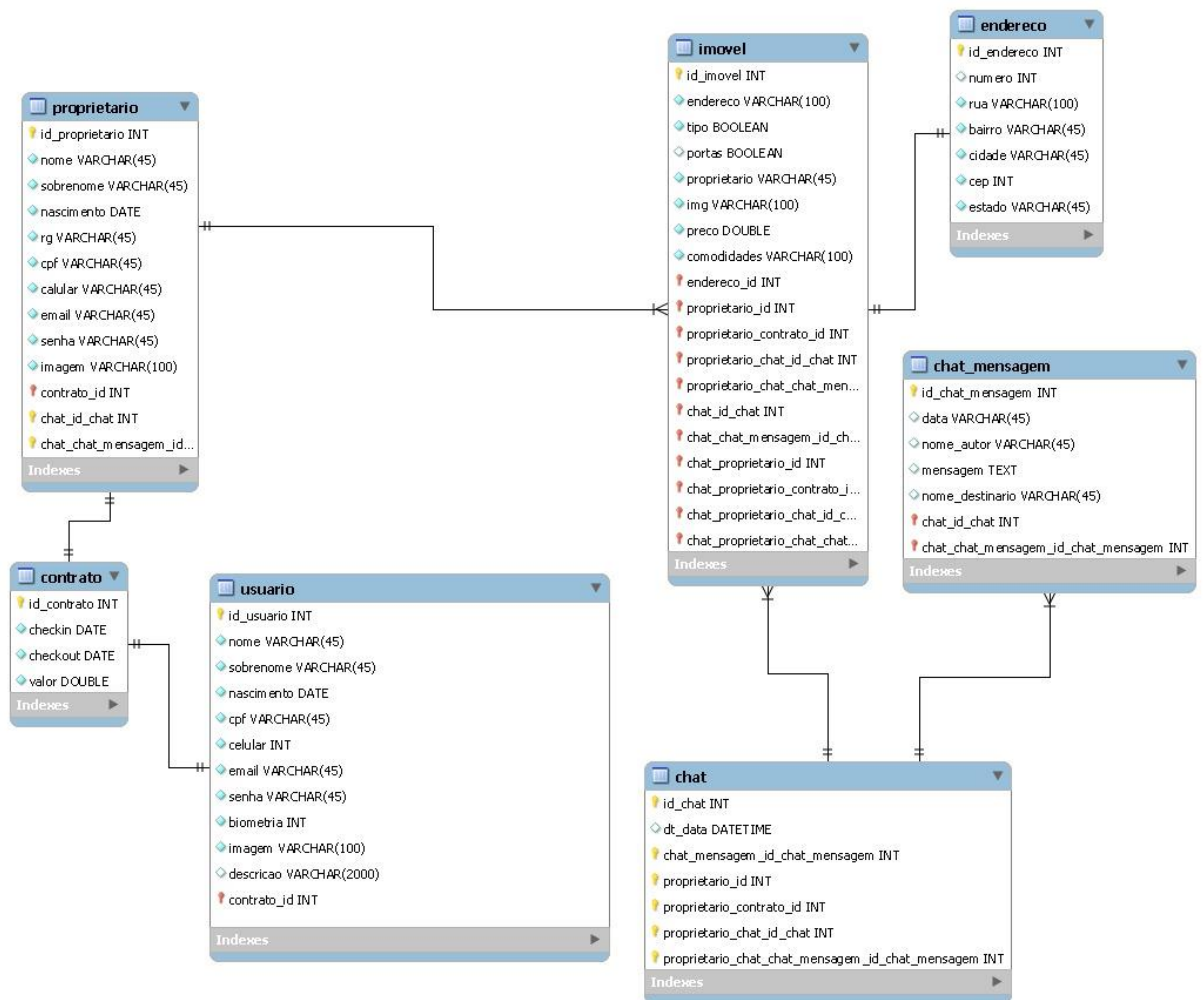 proprietario
id_proprietario INT
nome VARCHAR(45)
sobrenome VARCHAR(45)
nascimento DATE
rg VARCHAR(45)
cpf VARCHAR(45)
calular VARCHAR(45)
email VARCHAR(45)
senha VARCHAR(45)
imagem VARCHAR(100)
contrato_id INT
chat_id_chat INT
chat_chat_mensagem_id...
Indexes
contrato
id_contrato INT
checkin DATE
checkout DATE
valor DOUBLE
Indexes
usuario
id_usuario INT
nome VARCHAR(45)
sobrenome VARCHAR(45)
nascimento DATE
cpf VARCHAR(45)
celular INT
email VARCHAR(45)
senha VARCHAR(45)
biometria INT
imagem VARCHAR(100)
descricao VARCHAR(2000)
contrato_id INT
Indexes
imovel
id_imovel INT
endereco VARCHAR(100)
tipo BOOLEAN
portas BOOLEAN
proprietario VARCHAR(45)
img VARCHAR(100)
preco DOUBLE
comodidades VARCHAR(100)
endereco_id INT
proprietario_id INT
proprietario_contrato_id INT
proprietario_chat_id_chat INT
proprietario_chat_chat_men...
chat_id_chat INT
chat_chat_mensagem_id_ch...
chat_proprietario_id INT
chat_proprietario_contrato_i...
chat_proprietario_chat_id_c...
chat_proprietario_chat_chat...
Indexes
endereco
id_endereco INT
numero INT
rua VARCHAR(100)
bairro VARCHAR(45)
cidade VARCHAR(45)
cep INT
estado VARCHAR(45)
Indexes
chat_mensagem
id_chat_mensagem INT
data VARCHAR(45)
nome_autor VARCHAR(45)
mensagem TEXT
nome_destinario VARCHAR(45)
chat_id_chat INT
chat_chat_mensagem_id_chat_mensagem INT
Indexes
chat
id_chat INT
dt_data DATETIME
chat_mensagem_id_chat_mensagem INT
proprietario_id INT
proprietario_contrato_id INT
proprietario_chat_id_chat INT
proprietario_chat_chat_mensagem_id_chat_mensagem INT
Indexes